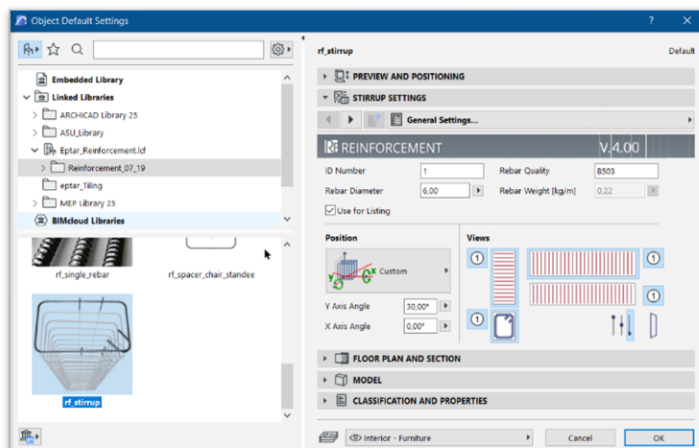 Object Default Settings
rf_stirrup
Default
Embedded Library
Linked Libraries
ARCHICAD Library 25
ASU_Library
Eptar_Reinforcement.lcf
Reinforcement_07_19
eptar_Tiling
MEP Library 25
BIMcloud Libraries
rf_single_rebar
rf_spacer_chair_standee
rf_stirrup
PREVIEW AND POSITIONING
STIRRUP SETTINGS
General Settings...
REINFORCEMENT
V.4.00
ID Number
1
Rebar Quality
B503
Rebar Diameter
6,00
Rebar Weight [kg/m]
0,22
Use for Listing
Position
Views
Custom
Y Axis Angle
30,00°
X Axis Angle
0,00°
1
1
1
1
FLOOR PLAN AND SECTION
MODEL
CLASSIFICATION AND PROPERTIES
Interior - Furniture
Cancel
OK